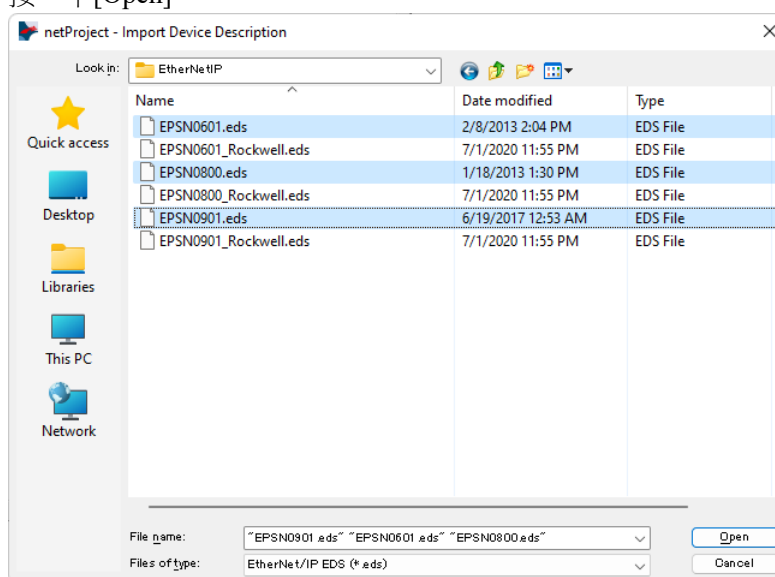 按一下 [Open]
netProject - Import Device Description
Look in: EtherNetIP
Name Date modified Type
EPSN0601.eds 2/8/2013 2:04 PM EDS File
EPSN0601_Rockwell.eds 7/1/2020 11:55 PM EDS File
EPSN0800.eds 1/18/2013 1:30 PM EDS File
EPSN0800_Rockwell.eds 7/1/2020 11:55 PM EDS File
EPSN0901.eds 6/19/2017 12:53 AM EDS File
EPSN0901_Rockwell.eds 7/1/2020 11:55 PM EDS File
Quick access
Desktop
Libraries
This PC
Network
File name: "EPSN0901.eds" "EPSN0601.eds" "EPSN0800.eds" Open
Files of type: EtherNet/IP EDS (*.eds) Cancel